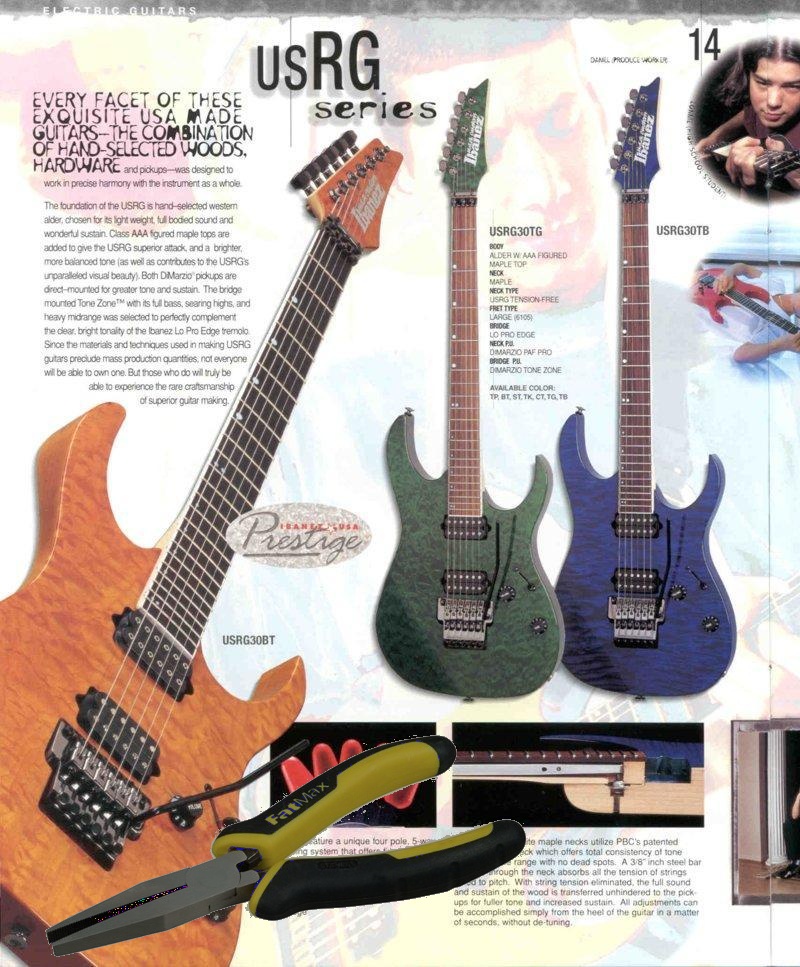 ELECTRIC GUITARS
usRG
series
14
DANIEL (PRODUCE WORKER)
EVERY FACET OF THESE
EXQUISITE USA MADE
GUITARS—THE COMBINATION
OF HAND-SELECTED WOODS,
HARDWARE and pickups—was designed to
work in precise harmony with the instrument as a whole.
The foundation of the USRG is hand–selected western
alder, chosen for its light weight, full bodied sound and
wonderful sustain. Class AAA figured maple tops are
added to give the USRG superior attack, and a brighter,
more balanced tone (as well as contributes to the USRG's
unparalleled visual beauty). Both DiMarzio® pickups are
direct–mounted for greater tone and sustain. The bridge
mounted Tone Zone™ with its full bass, searing highs, and
heavy midrange was selected to perfectly complement
the clear, bright tonality of the Ibanez Lo Pro Edge tremolo.
Since the materials and techniques used in making USRG
guitars preclude mass production quantities, not everyone
will be able to own one. But those who do will truly be
able to experience the rare craftsmanship
of superior guitar making.
Ibanez
Ibanez
Ibanez
USRG30TG
BODY
ALDER W/ AAA FIGURED
MAPLE TOP
NECK
MAPLE
NECK TYPE
USRG TENSION-FREE
FRET TYPE
LARGE (6105)
BRIDGE
LO PRO EDGE
NECK P.U.
DIMARZIO PAF PRO
BRIDGE P.U.
DIMARZIO TONE ZONE
AVAILABLE COLOR:
TP, BT, ST, TK, CT, TG, TB
USRG30TB
IBANEZ USA
Prestige
USRG30BT
FatMax
eature a unique four pole, 5-wa
ing system that offers
ite maple necks utilize PBC's patented
ck which offers total consistency of tone
range with no dead spots. A 3/8" inch steel bar
through the neck absorbs all the tension of strings
to pitch. With string tension eliminated, the full sound
and sustain of the wood is transferred unhindered to the pick-
ups for fuller tone and increased sustain. All adjustments can
be accomplished simply from the heel of the guitar in a matter
of seconds, without de-tuning.